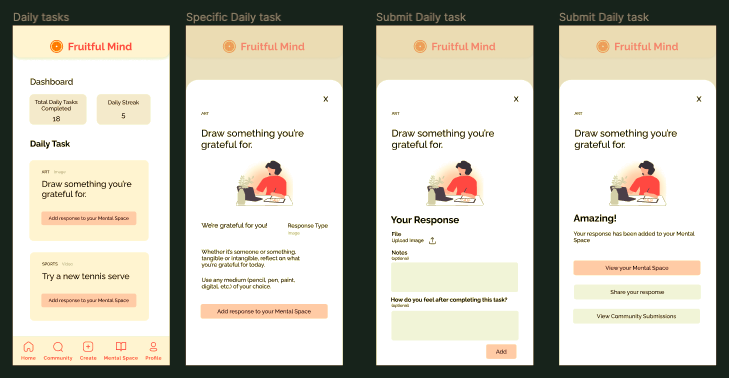 Daily tasks
Fruitful Mind
Dashboard
Total Daily Tasks
Completed
18
Daily Streak
5
Daily Task
ART Image
Draw something you're
grateful for.
Add response to your Mental Space
SPORTS Video
Try a new tennis serve
Add response to your Mental Space
Home
Community
Create
Mental Space
Profile
Specific Daily task
Fruitful Mind
X
ART
Draw something you're
grateful for.
We're grateful for you!
Response Type
Image
Whether it's someone or something,
tangible or intangible, reflect on what
you're grateful for today.
Use any medium (pencil, pen, paint,
digital, etc.) of your choice.
Add response to your Mental Space
Submit Daily task
Fruitful Mind
X
ART
Draw something you're
grateful for.
Your Response
File
Upload Image
Notes
(optional)
How do you feel after completing this task?
(optional)
Add
Submit Daily task
Fruitful Mind
X
ART
Draw something you're
grateful for.
Amazing!
Your response has been added to your Mental
Space
View your Mental Space
Share your response
View Community Submissions